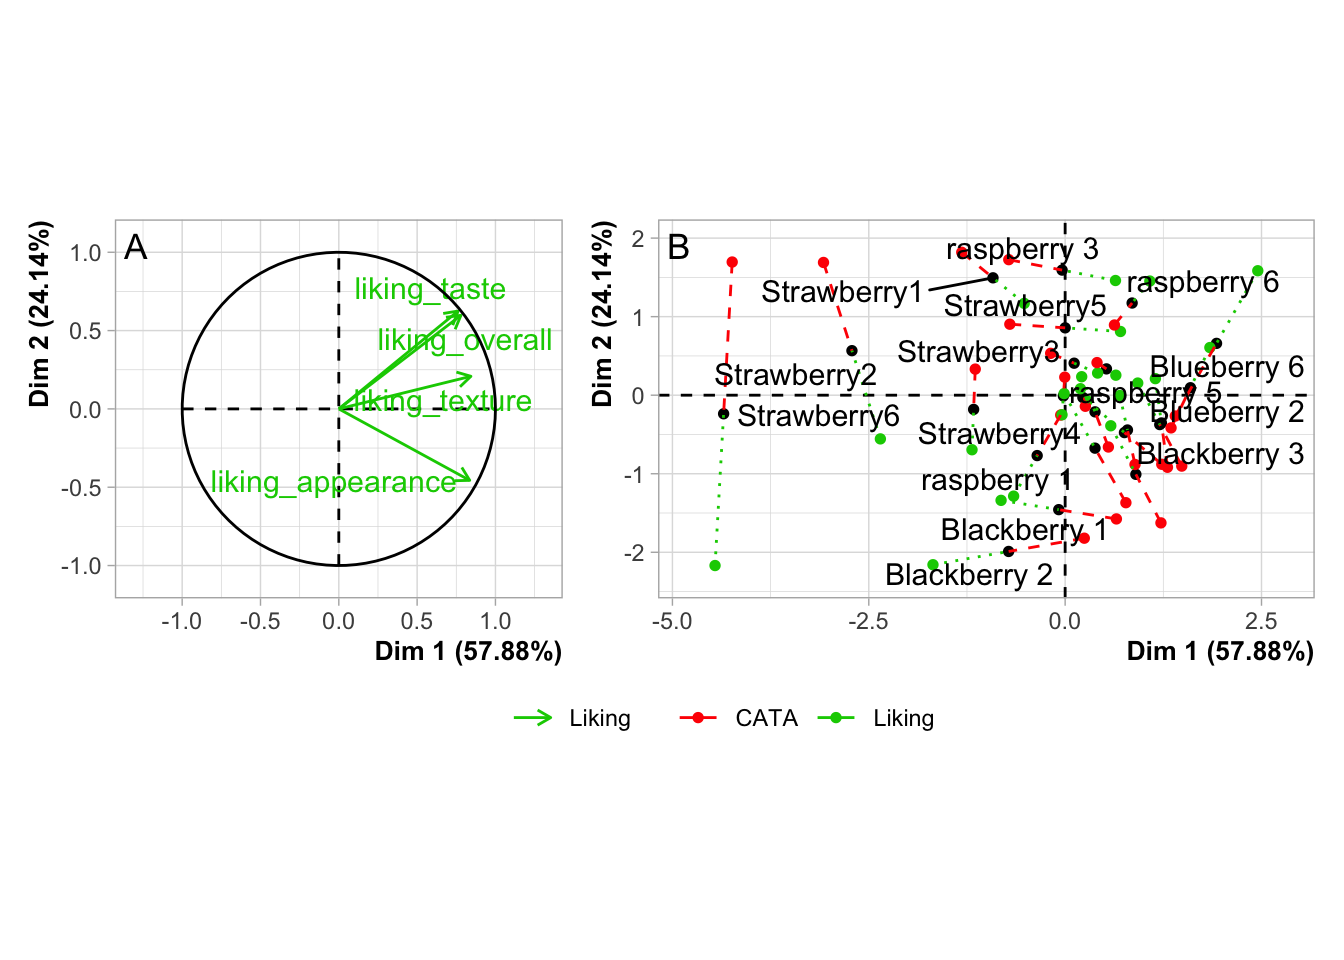 A
Dim 2 (24.14%)
1.0
0.5
0.0
-0.5
-1.0
liking_taste
liking_overall
liking_texture
liking_appearance
-1.0 -0.5 0.0 0.5 1.0
Dim 1 (57.88%)
B
Dim 2 (24.14%)
2
1
0
-1
-2
raspberry 3
raspberry 6
Strawberry1
Strawberry5
Strawberry3
Blueberry 6
Strawberry2
raspberry 5
Blueberry 2
Strawberry6
Strawberry4
Blackberry 3
raspberry 1
Blackberry 1
Blackberry 2
-5.0 -2.5 0.0 2.5
Dim 1 (57.88%)
Liking CATA Liking